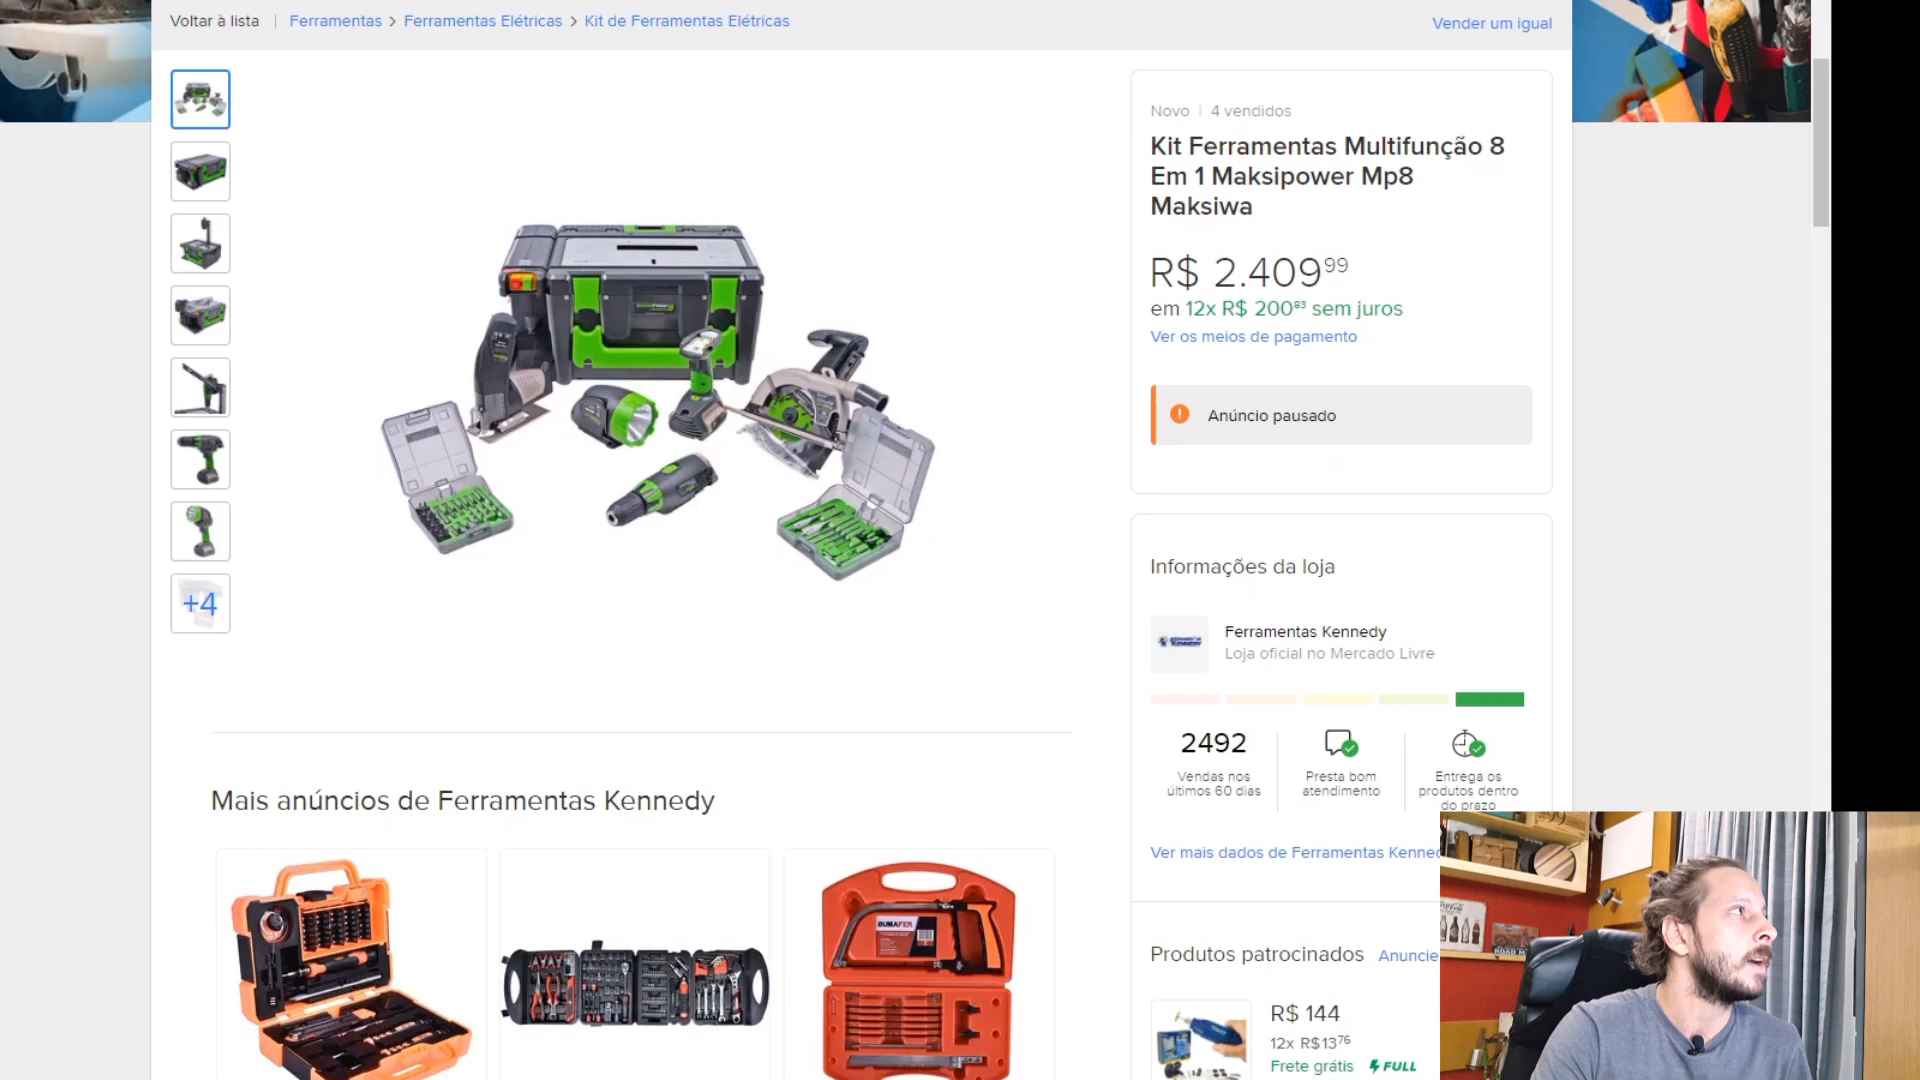 Voltar à lista
Ferramentas > Ferramentas Elétricas > Kit de Ferramentas Elétricas
Vender um igual
+4
Novo | 4 vendidos
Kit Ferramentas Multifunção 8
Em 1 Maksipower Mp8
Maksiwa
R$ 2.409 99
em 12x R$ 200 83 sem juros
Ver os meios de pagamento
Anúncio pausado
Informações da loja
Ferramentas Kennedy
Loja oficial no Mercado Livre
2492
Vendas nos
últimos 60 dias
Presta bom
atendimento
Entrega os
produtos dentro
do prazo
Ver mais dados de Ferramentas Kenned
Mais anúncios de Ferramentas Kennedy
BUMAFER
Produtos patrocinados
Anuncie
R$ 144
12x R$13 76
Frete grátis
FULL